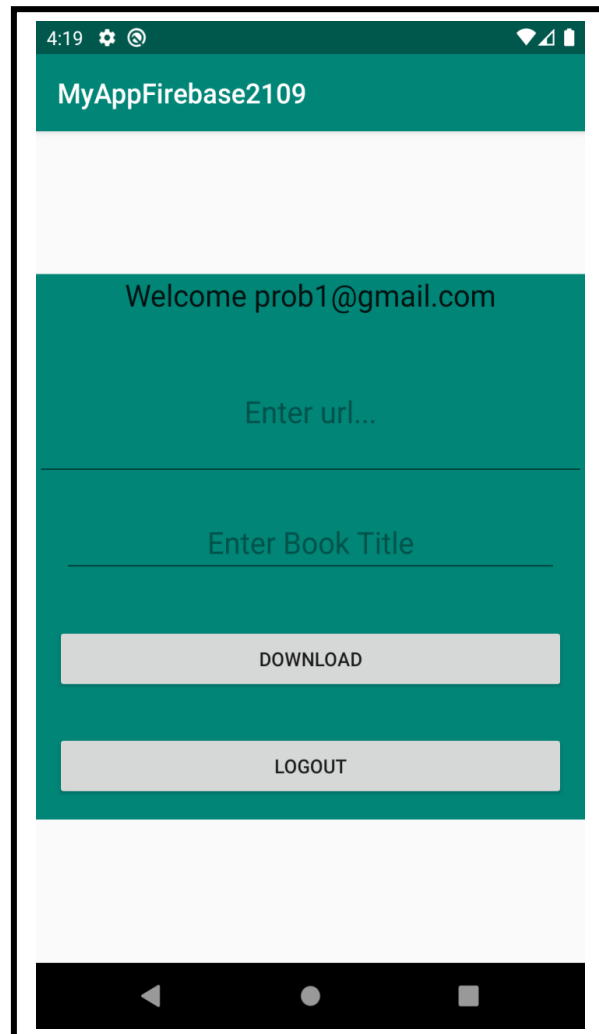 4:19
MyAppFirebase2109
Welcome prob1@gmail.com
Enter url...
Enter Book Title
DOWNLOAD
LOGOUT